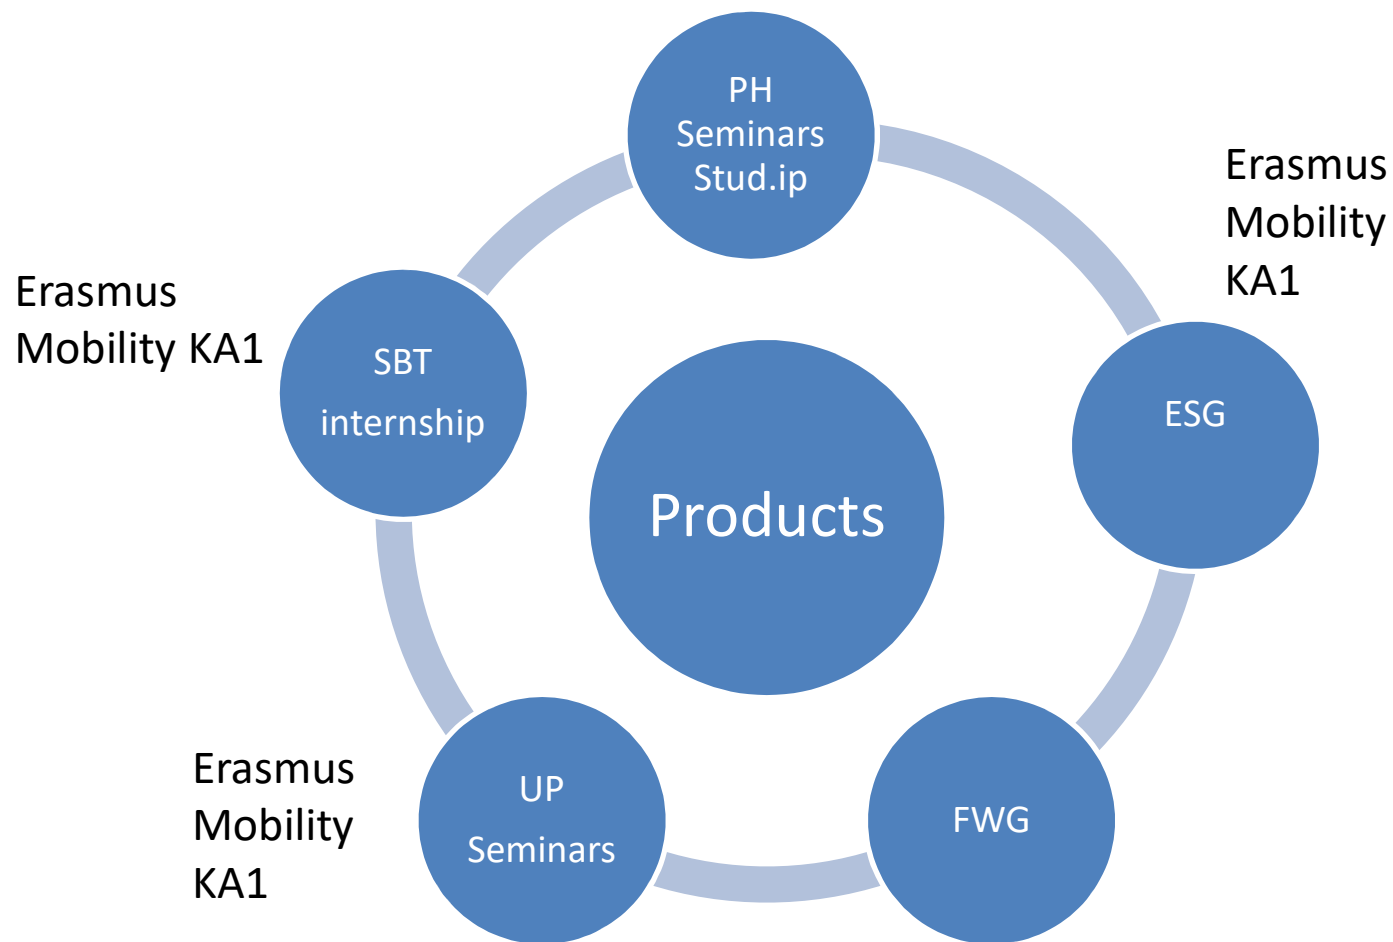 PH
Seminars
Stud.ip
Erasmus
Mobility
KA1
Erasmus
Mobility KA1
SBT
internship
ESG
Products
Erasmus
Mobility
KA1
UP
Seminars
FWG